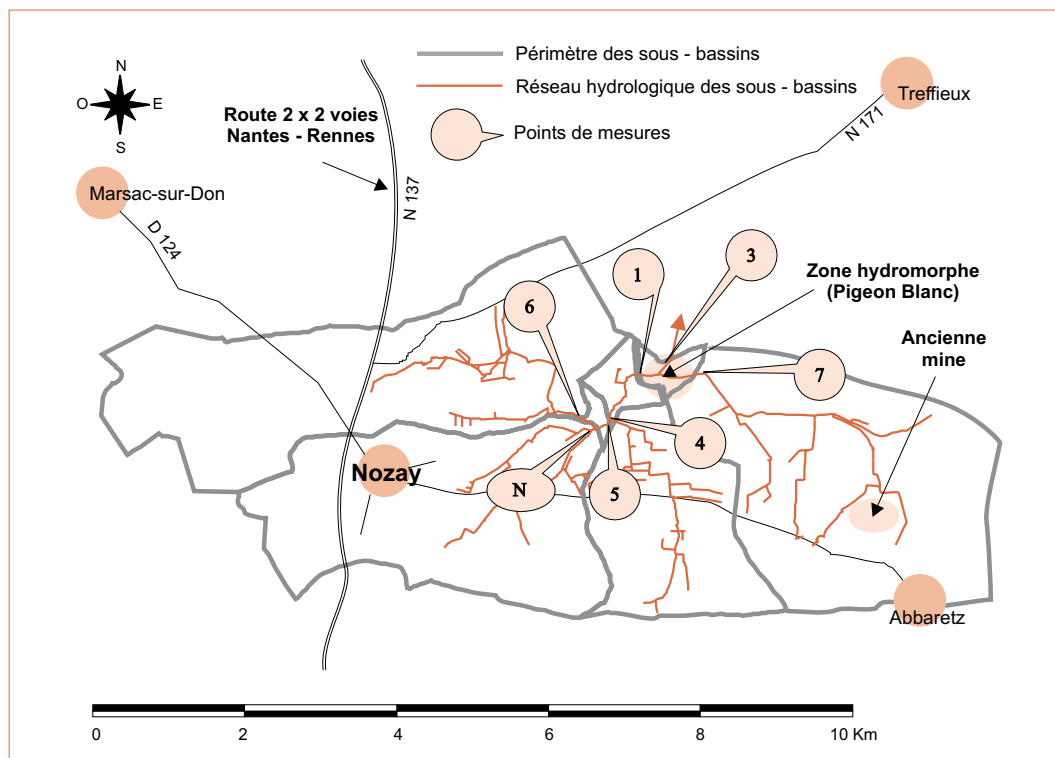 Périmètre des sous - bassins
Réseau hydrologique des sous - bassins
Points de mesures
N
O
E
S
Route 2 x 2 voies
Nantes - Rennes
N 137
N 171
Treffieux
Marsac-sur-Don
D 124
1
3
Zone hydromorphe
(Pigeon Blanc)
6
Ancienne
mine
7
4
Nozay
N
5
Abbaretz
0
2
4
6
8
10 Km